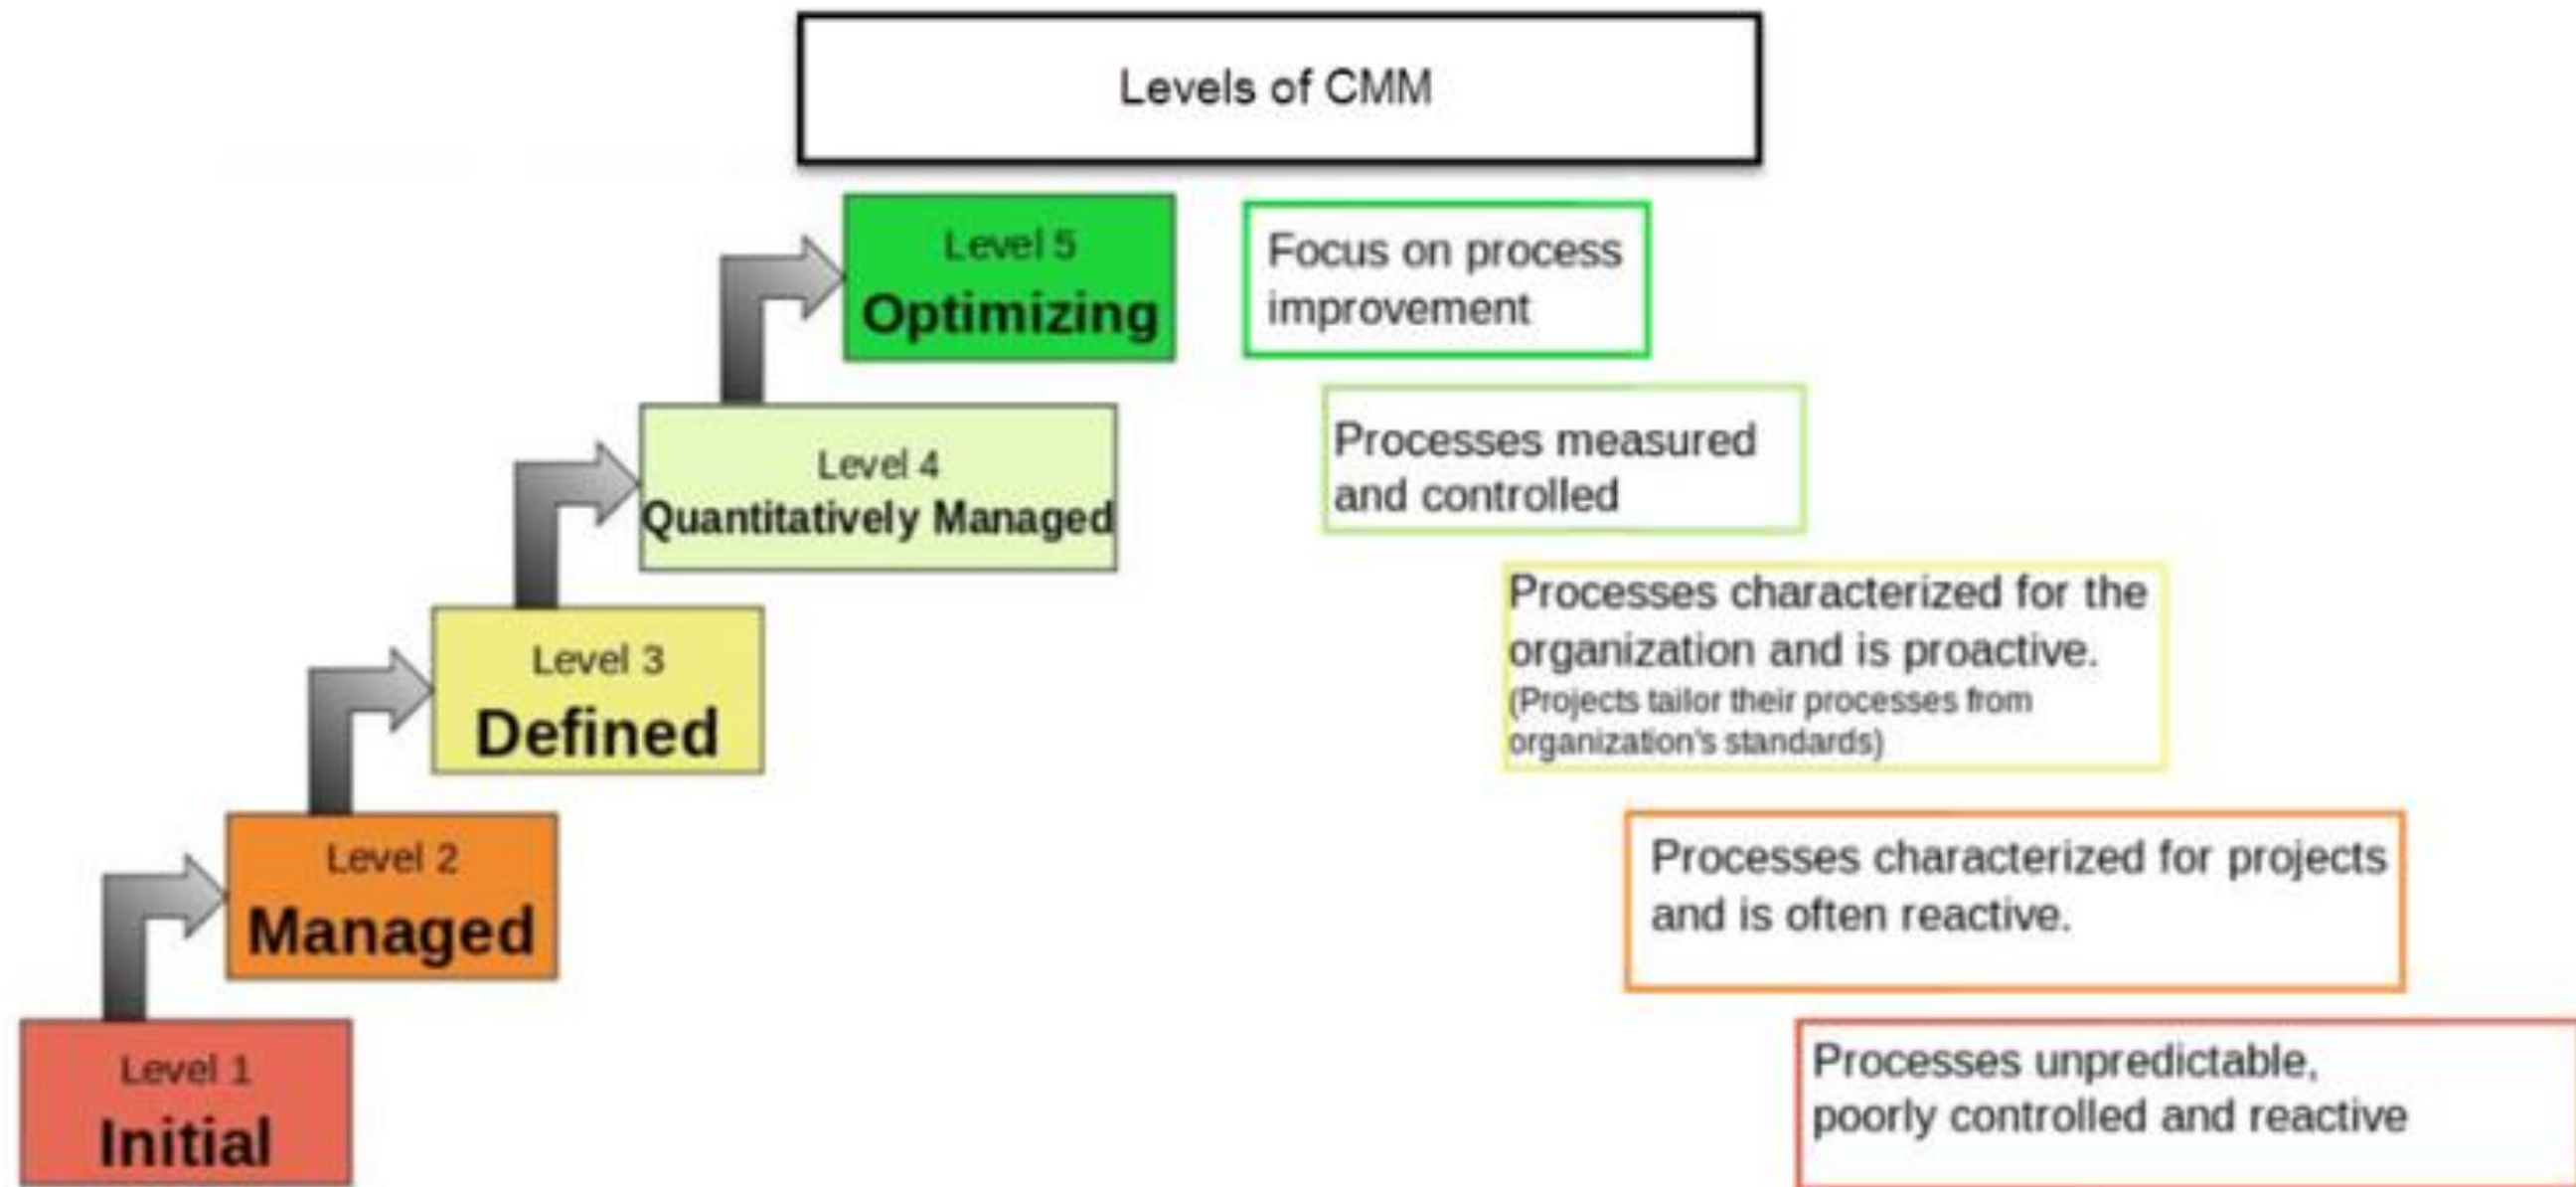 Levels of CMM
Level 5
Optimizing
Focus on process
improvement
Level 4
Quantitatively Managed
Processes measured
and controlled
Level 3
Defined
Processes characterized for the
organization and is proactive.
(Projects tailor their processes from
organization's standards)
Level 2
Managed
Processes characterized for projects
and is often reactive.
Level 1
Initial
Processes unpredictable,
poorly controlled and reactive